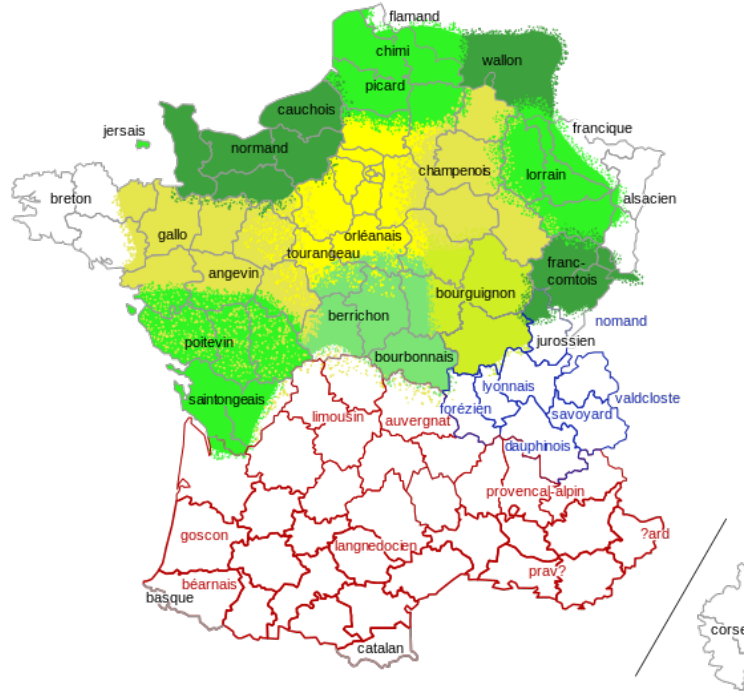 flamand
chimi
wallon
picard
cauchois
jersais
francique
normand
champenois
lorrain
breton
alsacien
gallo
orléanais
tourangeau
angevin
franc-
comtois
bourguignon
berrichon
nomand
poitevin
jurossien
bourbonnais
lyonnais
saintongeais
valdcloste
forézien
savoyard
limousin
auvergnat
dauphinois
provencal-alpin
goscon
?ard
langnedocien
prav?
béarnais
basque
corse
catalan